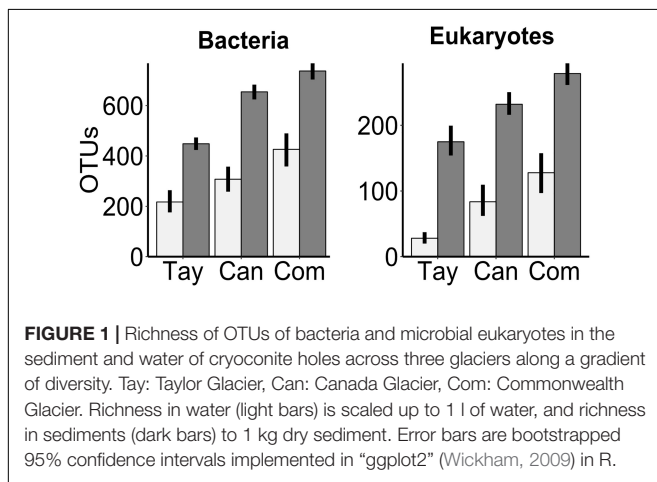 Bacteria
Eukaryotes
OTUs
600
400
200
0
Tay Can Com
200
100
0
Tay Can Com
FIGURE 1 | Richness of OTUs of bacteria and microbial eukaryotes in the
sediment and water of cryoconite holes across three glaciers along a gradient
of diversity. Tay: Taylor Glacier, Can: Canada Glacier, Com: Commonwealth
Glacier. Richness in water (light bars) is scaled up to 1 l of water, and richness
in sediments (dark bars) to 1 kg dry sediment. Error bars are bootstrapped
95% confidence intervals implemented in “ggplot2” (Wickham, 2009) in R.